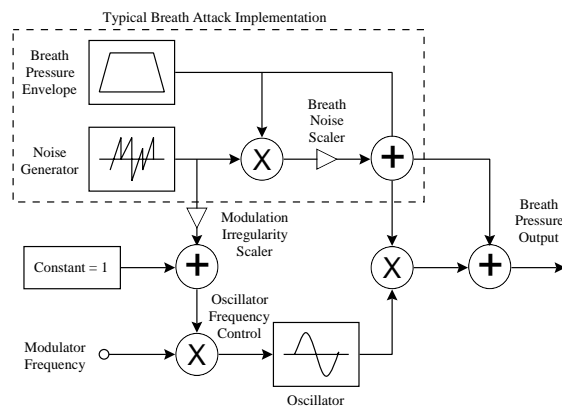 Typical Breath Attack Implementation
Breath
Pressure
Envelope
Breath
Noise
Scaler
Noise
Generator
X
+
Modulation
Irregularity
Scaler
Breath
Pressure
Output
Constant = 1
+
X
+
Oscillator
Frequency
Control
Modulator
Frequency
X
Oscillator